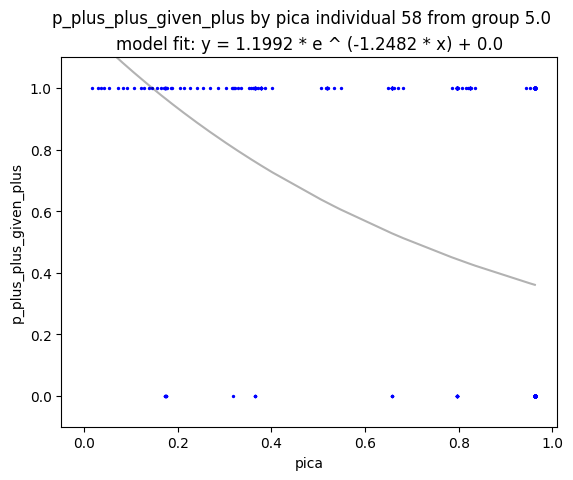 p_plus_plus_given_plus by pica individual 58 from group 5.0
model fit: y = 1.1992 * e ^ (-1.2482 * x) + 0.0
1.0
0.8
0.6
0.4
0.2
0.0
p_plus_plus_given_plus
0.0 0.2 0.4 0.6 0.8 1.0
pica